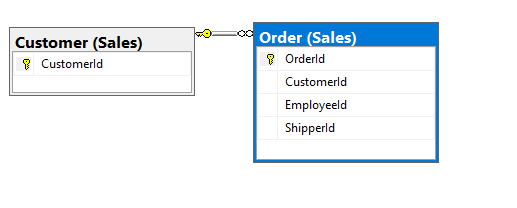 Customer (Sales)
CustomerId
Order (Sales)
OrderId
CustomerId
EmployeeId
ShipperId